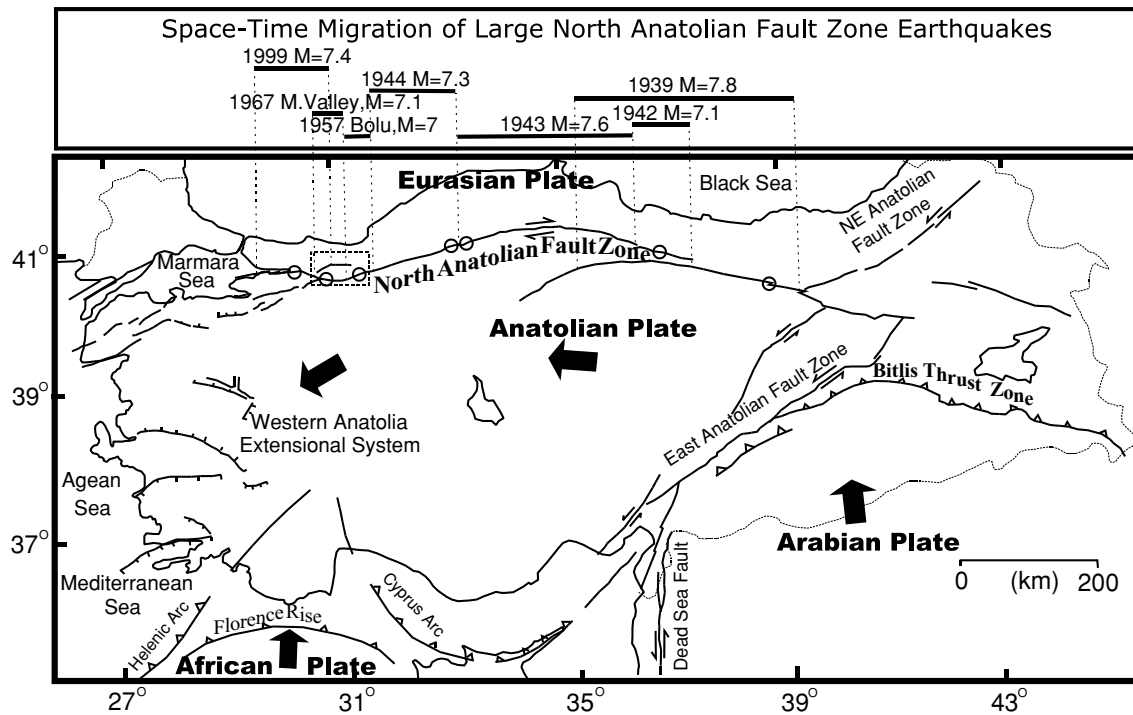 Space-Time Migration of Large North Anatolian Fault Zone Earthquakes
1999 M=7.4
1944 M=7.3
1939 M=7.8
1967 M.Valley,M=7.1
1942 M=7.1
1957 Bolu,M=7
1943 M=7.6
Eurasian Plate
Black Sea
NE Anatolian
Fault Zone
41°
Marmara
Sea
North Anatolian Fault Zone
Anatolian Plate
39°
Western Anatolia
Extensional System
East Anatolian Fault Zone
Bitlis Thrust Zone
Agean
Sea
37°
Arabian Plate
Mediterranean
Sea
0 (km) 200
Helenic Arc
Florence Rise
Cyprus Arc
Dead Sea Fault
African Plate
27° 31° 35° 39° 43°